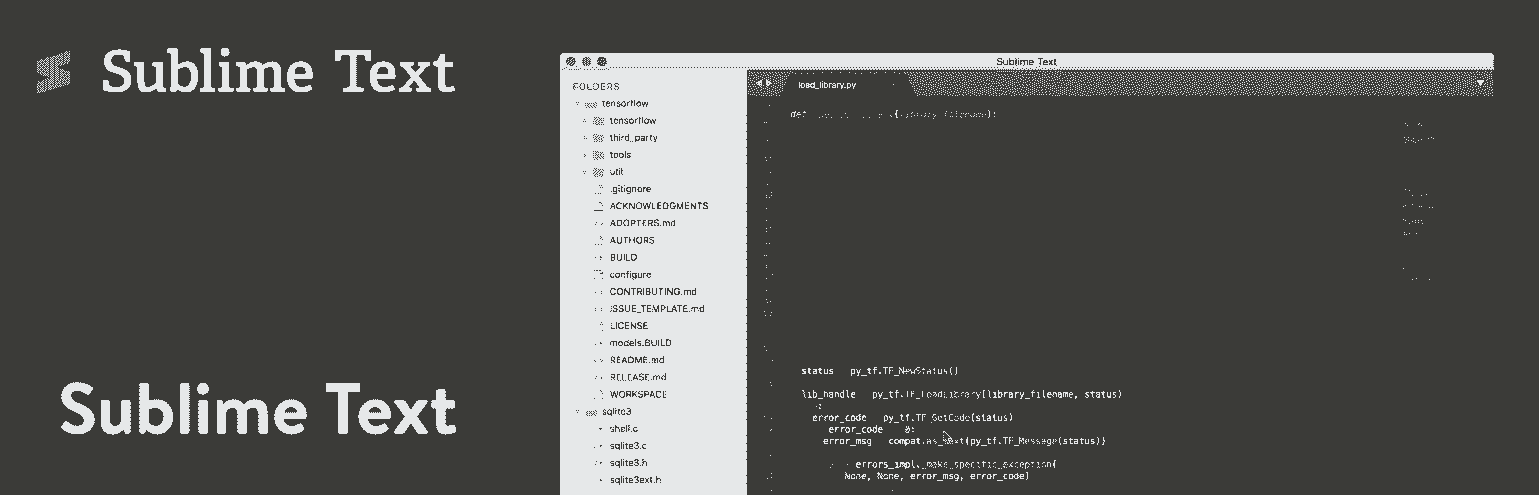 Sublime Text
Sublime Text
Sublime Text
FOLDERS
tensorflow
tensorflow
third_party
tools
util
.gitignore
ACKNOWLEDGMENTS
ADOPTERS.md
AUTHORS
BUILD
configure
CONTRIBUTING.md
ISSUE_TEMPLATE.md
LICENSE
models.BUILD
README.md
RELEASE.md
WORKSPACE
sqlite3
shell.c
sqlite3.c
sqlite3.h
sqlite3ext.h
load_library.py
def (library_filename):
status py_tf.TF_NewStatus()
lib_handle py_tf.TF_LoadLibrary(library_filename, status)
error_code py_tf.TF_GetCode(status)
error_code 0:
error_msg compat.as_text(py_tf.TF_Message(status))
errors_impl._make_specific_exception(
None, None, error_msg, error_code)